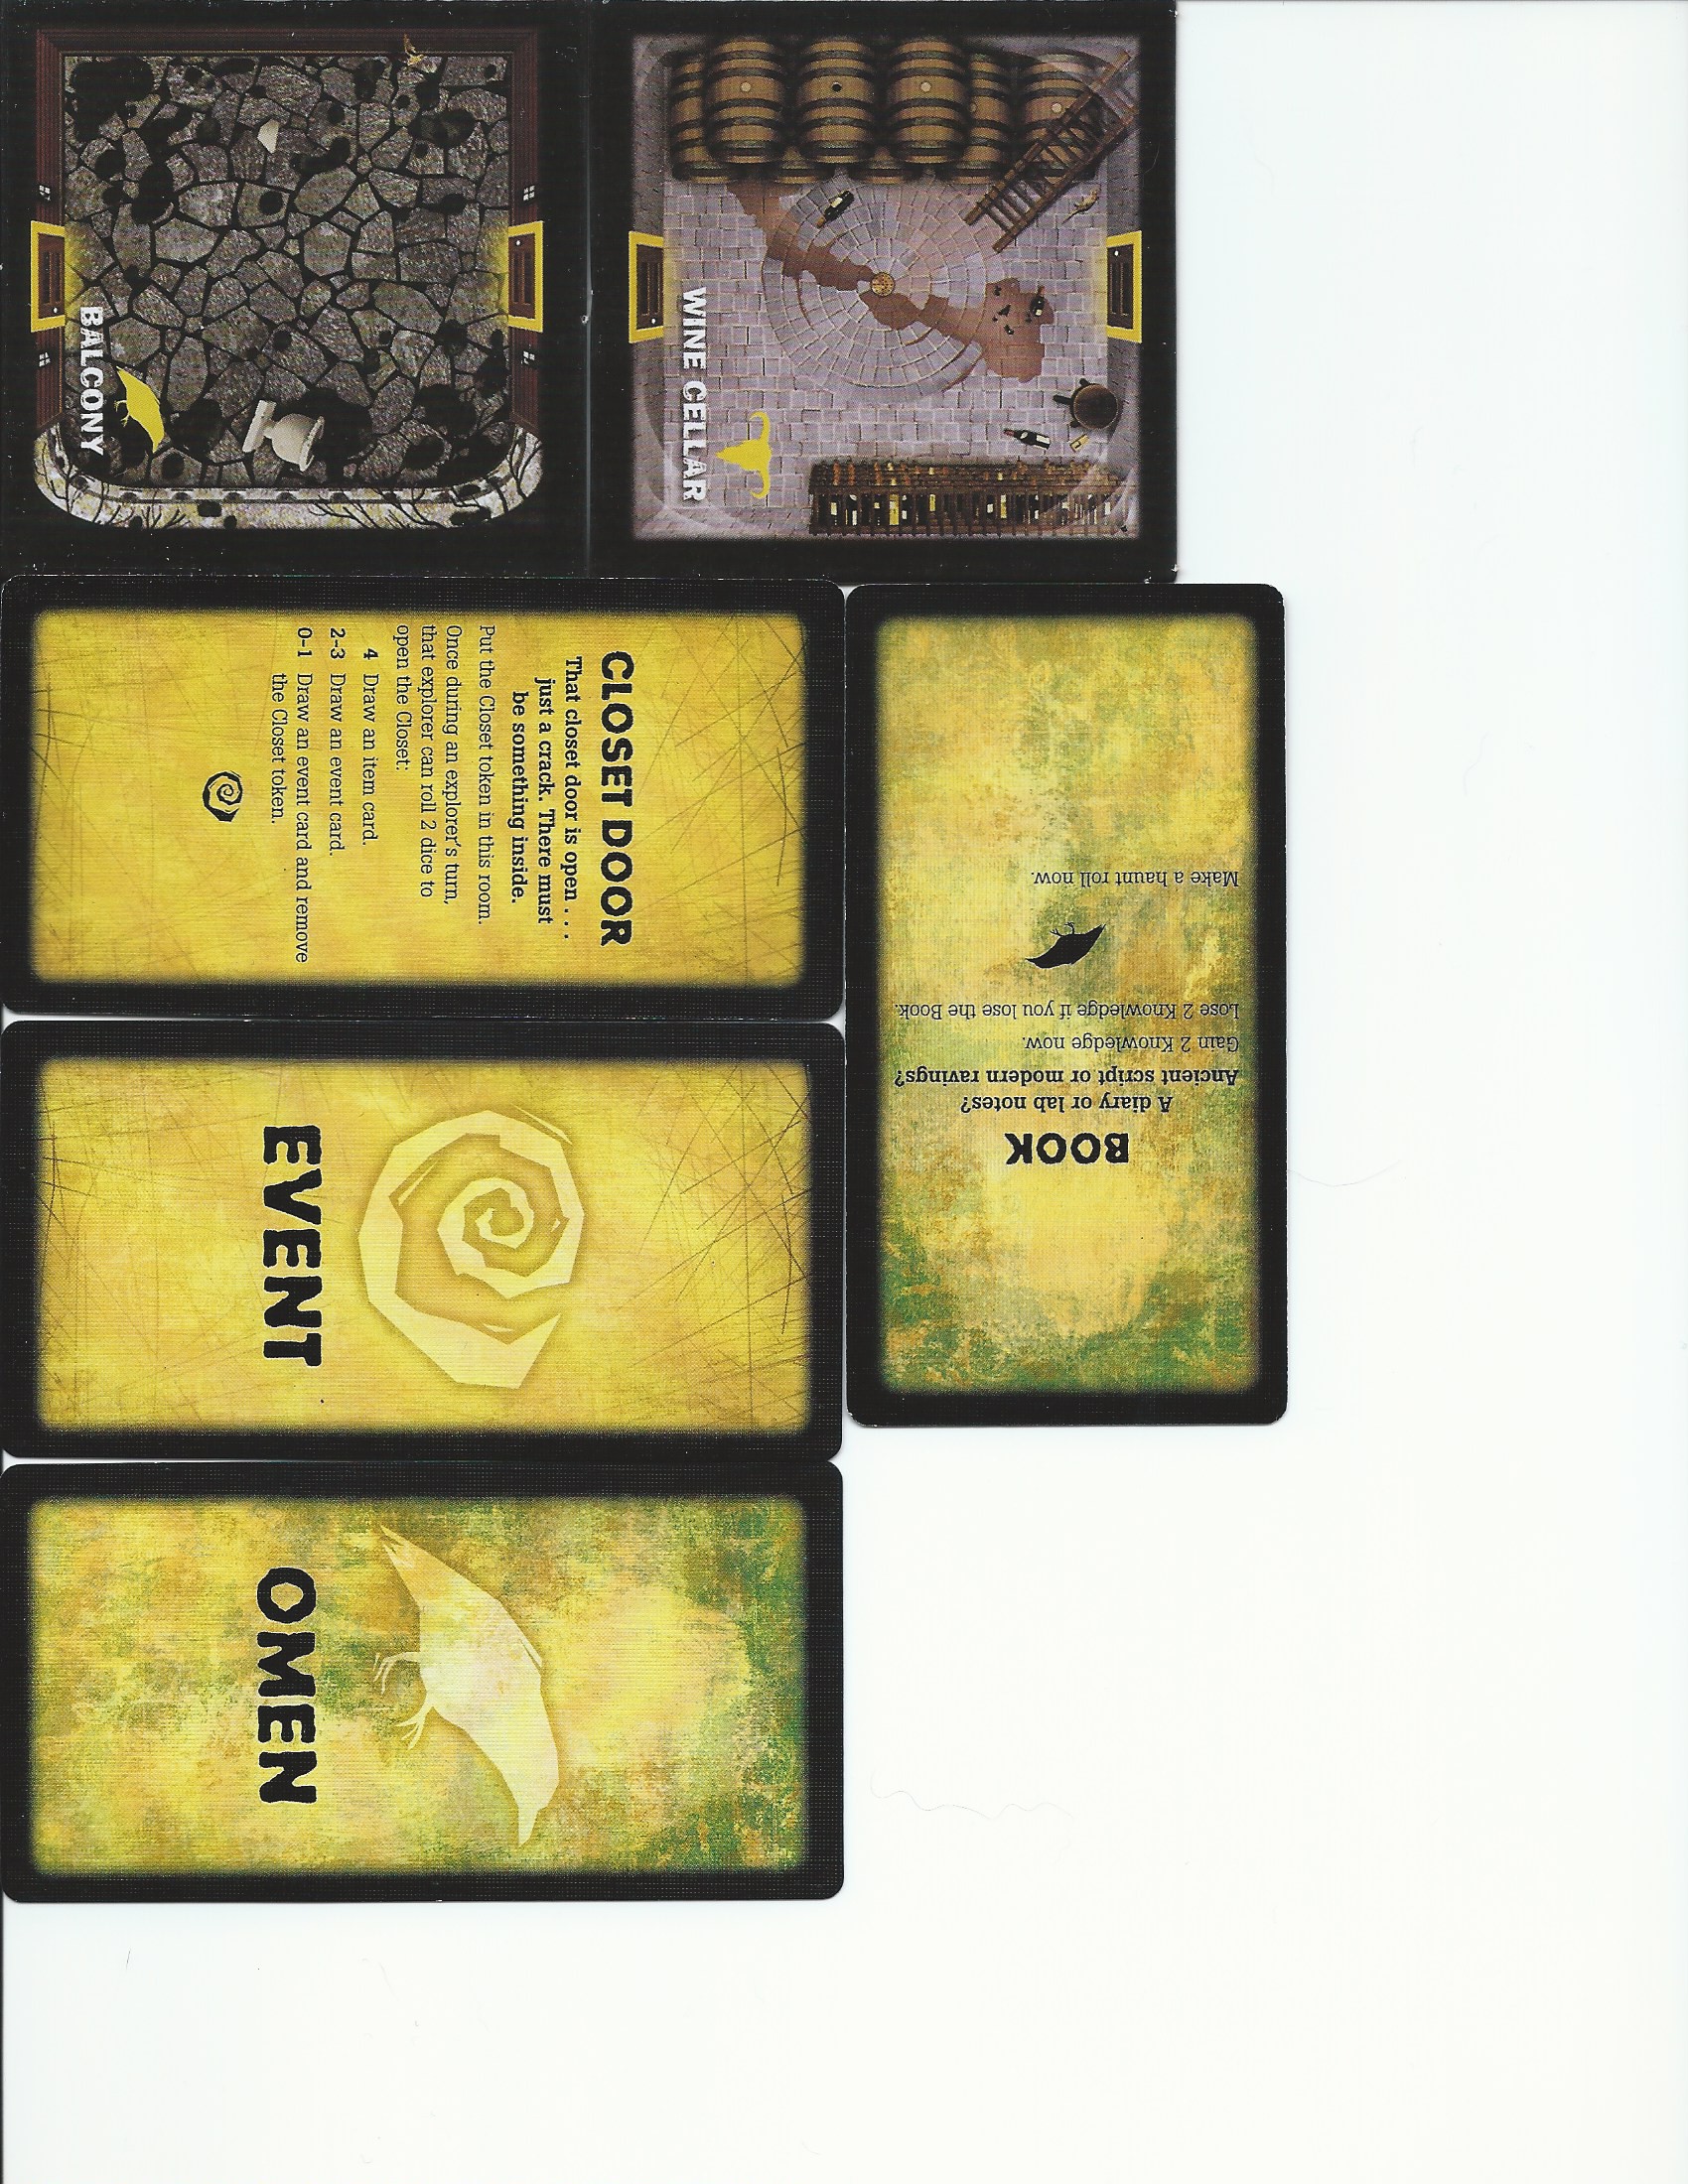 BALCONY
WINE CELLAR
CLOSET DOOR
That closet door is open . . .
just a crack. There must
be something inside.
Put the Closet token in this room.
Once during an explorer's turn,
that explorer can roll 2 dice to
open the Closet:
4 Draw an item card.
2-3 Draw an event card.
0-1 Draw an event card and remove
the Closet token.
BOOK
A diary or lab notes?
Ancient script or modern ravings?
Gain 2 Knowledge now.
Lose 2 Knowledge if you lose the Book.
Make a haunt roll now.
EVENT
OMEN